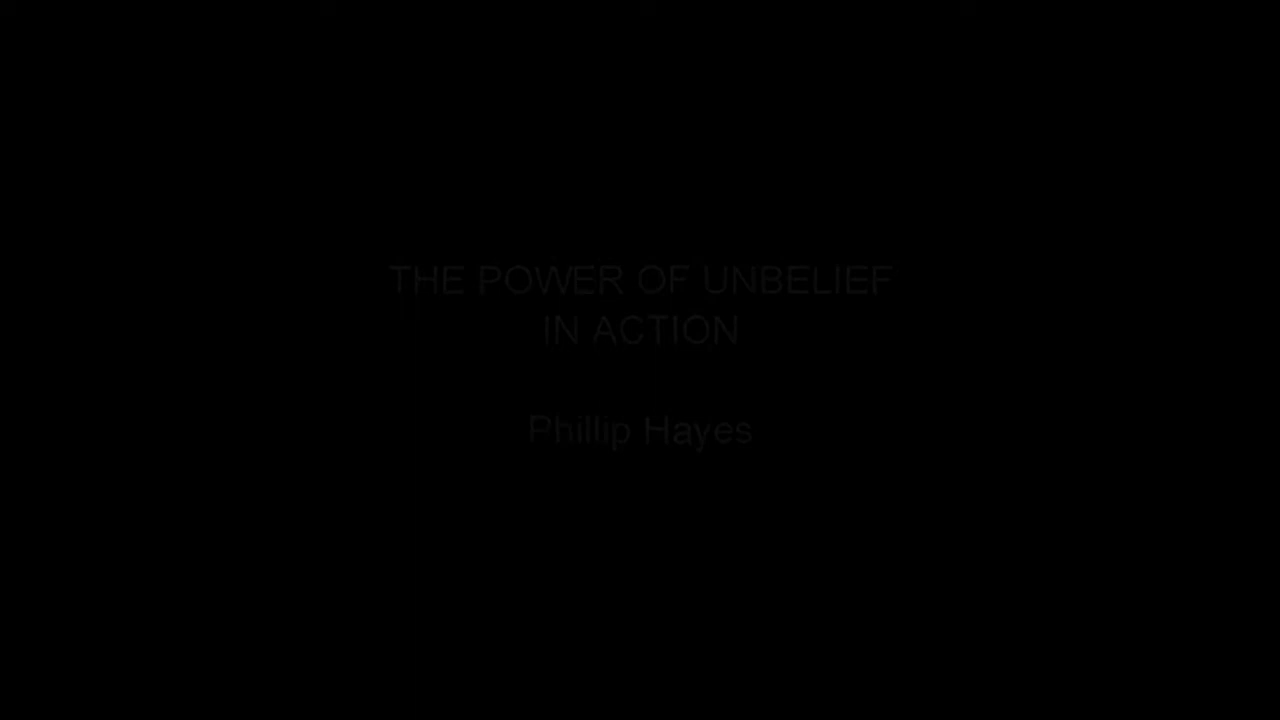 THE POWER OF UNBELIEF
IN ACTION
Phillip Hayes